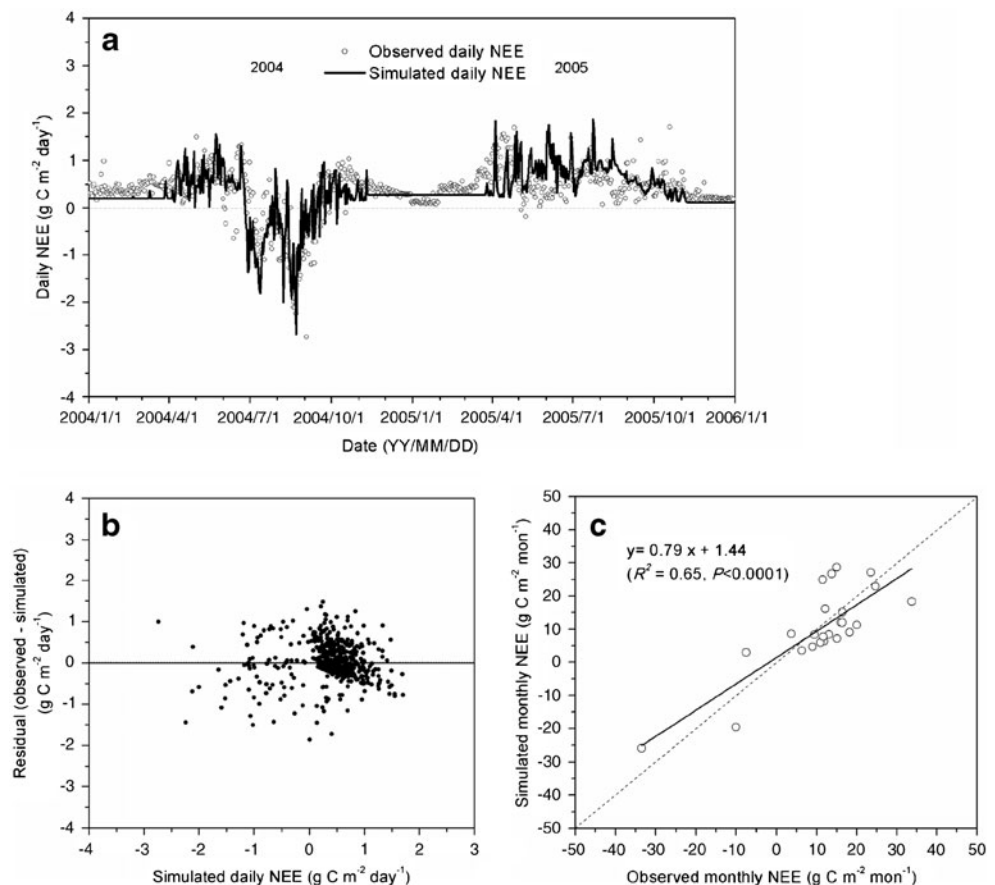 a
Observed daily NEE
2004
Simulated daily NEE
2005
Daily NEE (g C m⁻² day⁻¹)
4
3
2
1
0
-1
-2
-3
-4
2004/1/1 2004/4/1 2004/7/1 2004/10/1 2005/1/1 2005/4/1 2005/7/1 2005/10/1 2006/1/1
Date (YY/MM/DD)
b
Residual (observed - simulated)
(g C m⁻² day⁻¹)
4
3
2
1
0
-1
-2
-3
-4
-3 -2 -1 0 1 2 3
Simulated daily NEE (g C m⁻² day⁻¹)
c
y= 0.79 x + 1.44
(R² = 0.65, P<0.0001)
Simulated monthly NEE (g C m⁻² mon⁻¹)
50
40
30
20
10
0
-10
-20
-30
-40
-50
-50 -40 -30 -20 -10 0 10 20 30 40 50
Observed monthly NEE (g C m⁻² mon⁻¹)